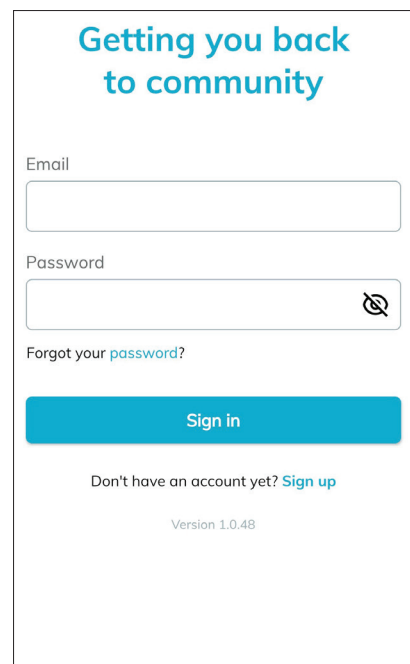 Getting you back
to community
Email
Password
Forgot your password?
Sign in
Don't have an account yet? Sign up
Version 1.0.48